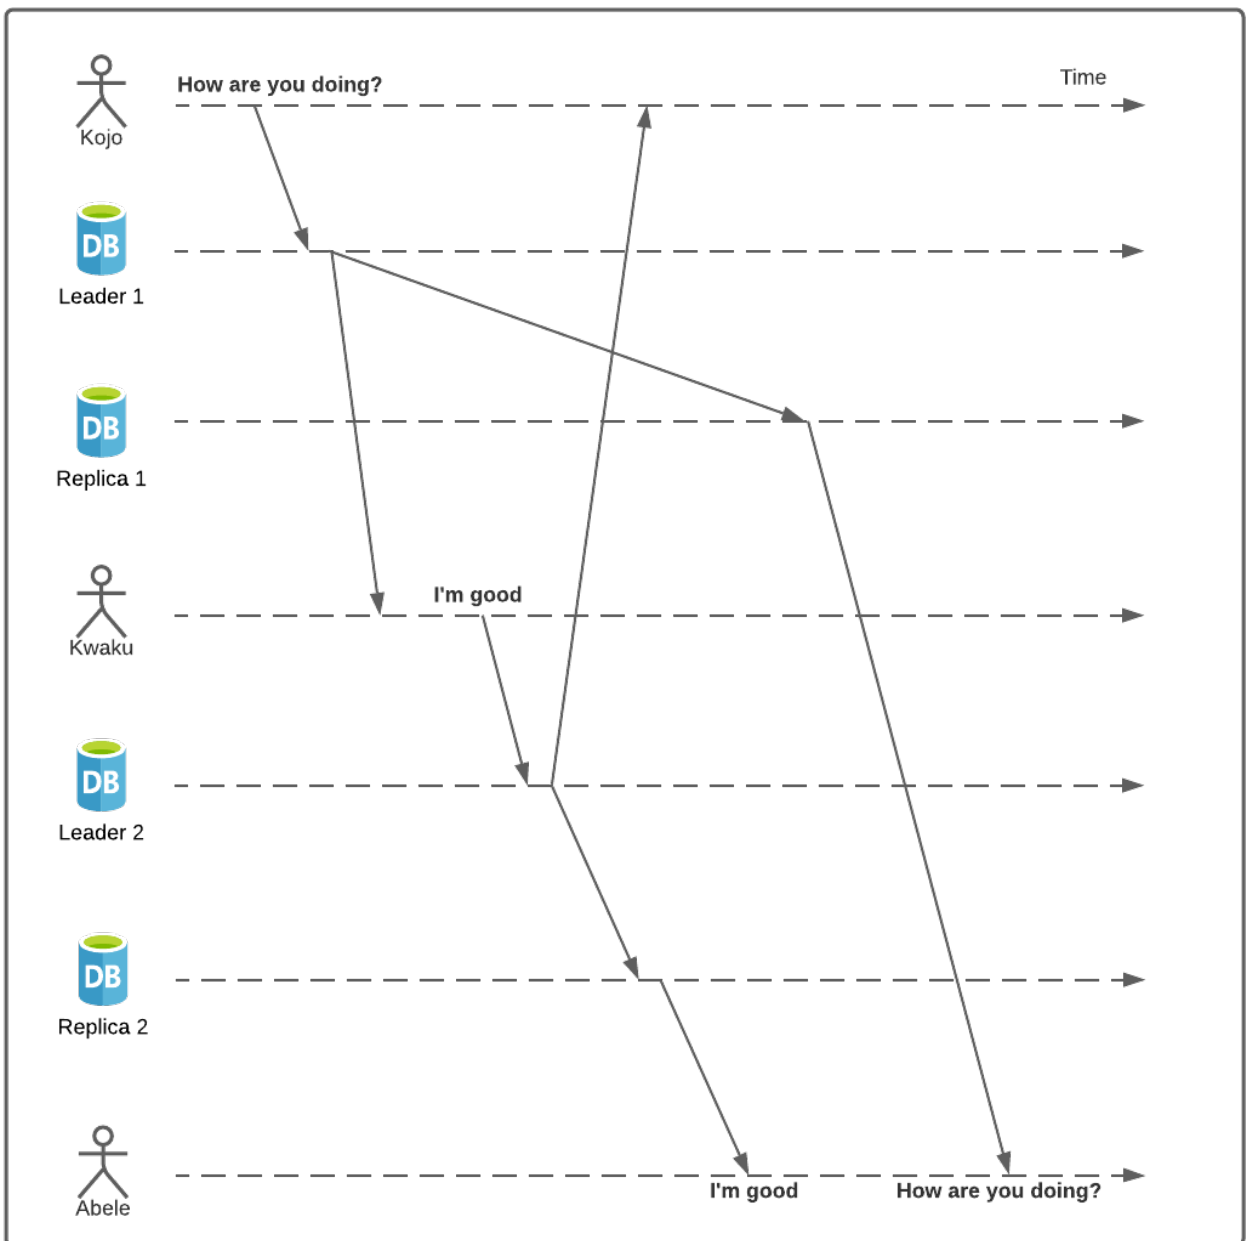 How are you doing?
Time
Kojo
DB
Leader 1
DB
Replica 1
I'm good
Kwaku
DB
Leader 2
DB
Replica 2
Abele
I'm good
How are you doing?